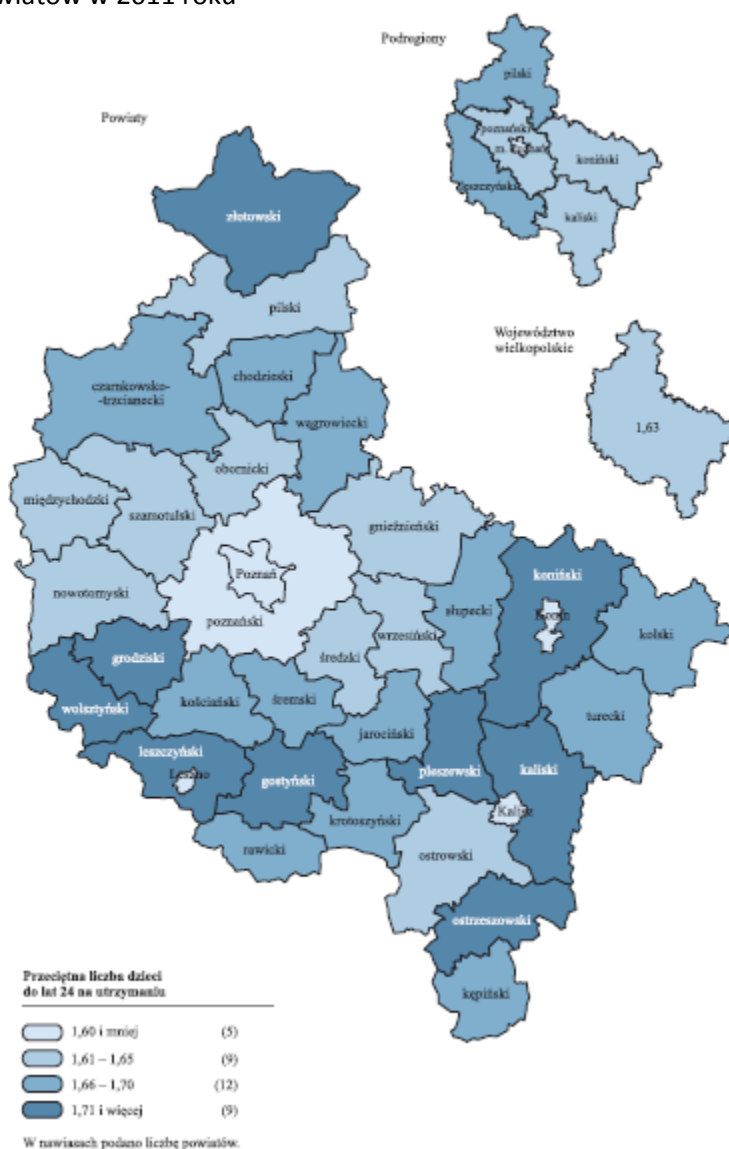 wiatów w 2011 roku
Podregiony
pilski
Powiaty
poznański
m. Poznań
koniński
leszczyński
kaliski
złotowski
pilski
Województwo
wielkopolskie
1,63
czarnkowsko-
-trzcianecki
chodzieski
wągrowiecki
obornicki
międzychodzki
szamotulski
gnieźnieński
Poznań
koniński
nowotomyski
poznański
słupecki
Konin
wrzesiński
kolski
średzki
grodziski
wolsztyński
kościański
śremski
turecki
jarociński
leszczyński
Leszno
gostyński
pleszewski
kaliski
Kalisz
krotoszyński
rawicki
ostrowski
ostrzeszowski
kępiński
Przeciętna liczba dzieci
do lat 24 na utrzymaniu
1,60 i mniej (5)
1,61 – 1,65 (9)
1,66 – 1,70 (12)
1,71 i więcej (9)
W nawiasach podano liczbę powiatów.